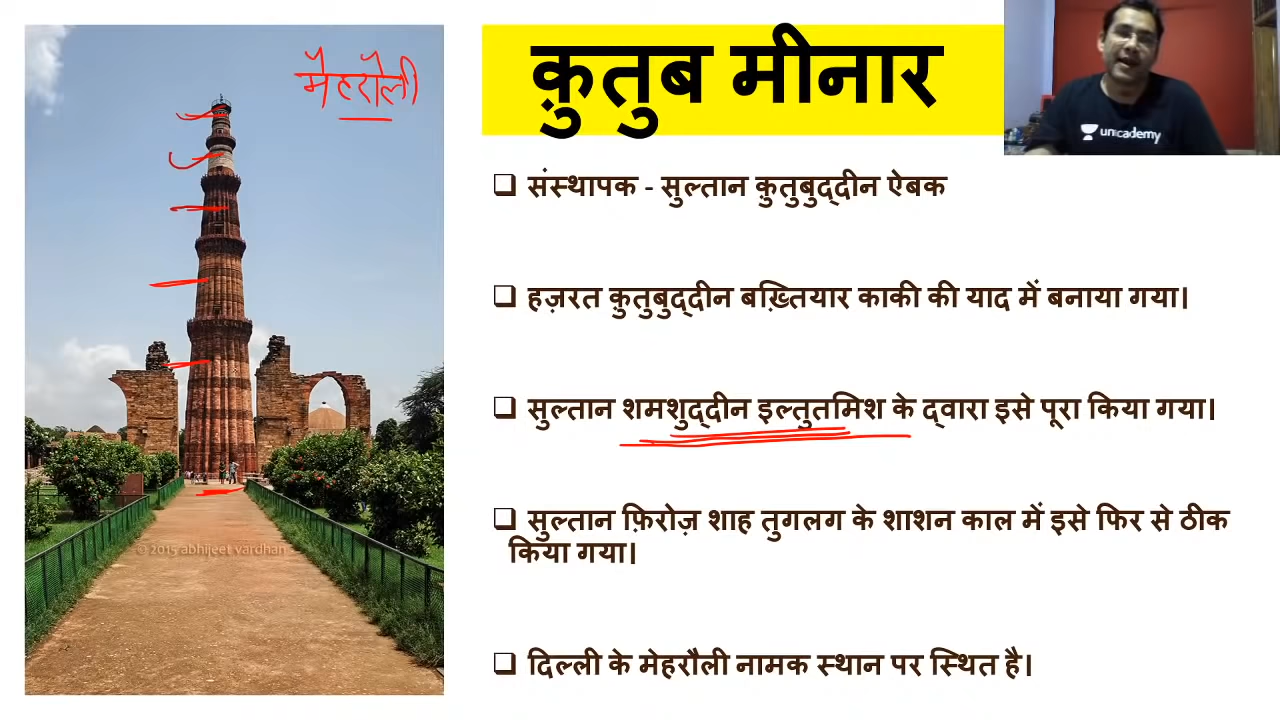 क़ुतुब मीनार
मेहरोली
unacademy
❑ संस्थापक - सुल्तान क़ुतुबुद्दीन ऐबक
❑ हज़रत क़ुतुबुद्दीन बख़्तियार काकी की याद में बनाया गया।
❑ सुल्तान शमशुद्दीन इल्तुतमिश के द्वारा इसे पूरा किया गया।
❑ सुल्तान फ़िरोज़ शाह तुगलग के शाशन काल में इसे फिर से ठीक
किया गया।
© 2015 abhijeet vardhan
❑ दिल्ली के मेहरौली नामक स्थान पर स्थित है।